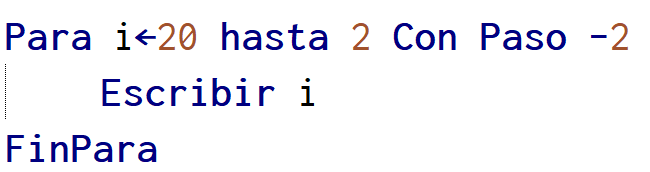 Para i←20 hasta 2 Con Paso -2
Escribir i
FinPara